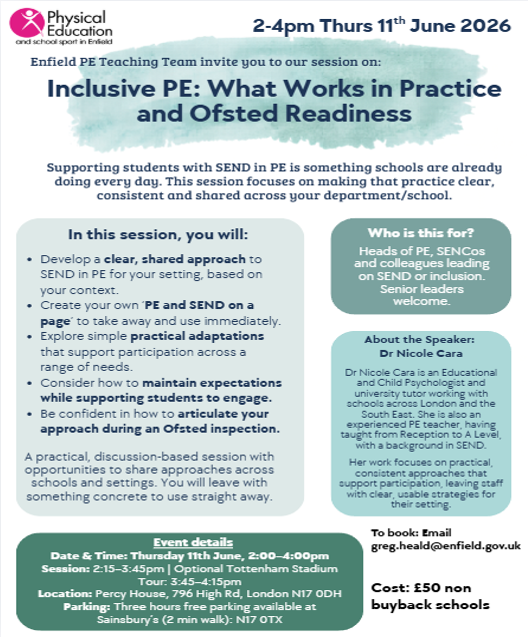 Physical
Education
and school sport in Enfield
2-4pm Thurs 11th June 2026
Enfield PE Teaching Team invite you to our session on:
Inclusive PE: What Works in Practice
and Ofsted Readiness
Supporting students with SEND in PE is something schools are already
doing every day. This session focuses on making that practice clear,
consistent and shared across your department/school.
In this session, you will:
• Develop a clear, shared approach to
SEND in PE for your setting, based on
your context.
• Create your own 'PE and SEND on a
page' to take away and use immediately.
• Explore simple practical adaptations
that support participation across a
range of needs.
• Consider how to maintain expectations
while supporting students to engage.
• Be confident in how to articulate your
approach during an Ofsted inspection.
A practical, discussion-based session with
opportunities to share approaches across
schools and settings. You will leave with
something concrete to use straight away.
Who is this for?
Heads of PE, SENCos
and colleagues leading
on SEND or inclusion.
Senior leaders
welcome.
About the Speaker:
Dr Nicole Cara
Dr Nicole Cara is an Educational
and Child Psychologist and
university tutor working with
schools across London and the
South East. She is also an
experienced PE teacher, having
taught from Reception to A Level,
with a background in SEND.
Her work focuses on practical,
consistent approaches that
support participation, leaving staff
with clear, usable strategies for
their setting.
Event details
Date & Time: Thursday 11th June, 2:00–4:00pm
Session: 2:15–3:45pm | Optional Tottenham Stadium
Tour: 3:45–4:15pm
Location: Percy House, 796 High Rd, London N17 0DH
Parking: Three hours free parking available at
Sainsbury's (2 min walk): N17 0TX
To book: Email
greg.heald@enfield.gov.uk
Cost: £50 non
buyback schools